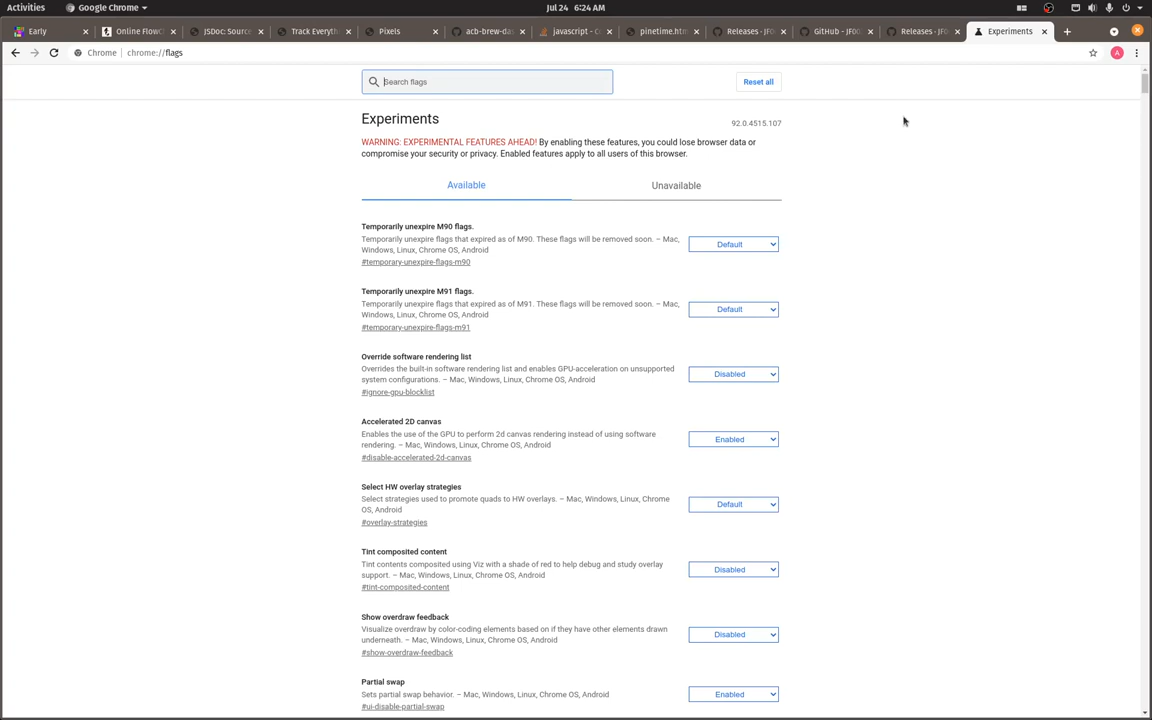 Activities
Google Chrome
Jul 24 6:24 AM
Early
Online Flow
JSDoc: Source
Track Everyth
Pixels
acb-brew-das
javascript - Co
pinetime.htm
Releases · JF0
GitHub - JF00
Releases · JF0
Experiments
Chrome | chrome://flags
A
Search flags
Reset all
Experiments
92.0.4515.107
WARNING: EXPERIMENTAL FEATURES AHEAD! By enabling these features, you could lose browser data or
compromise your security or privacy. Enabled features apply to all users of this browser.
Available
Unavailable
Temporarily unexpire M90 flags.
Temporarily unexpire flags that expired as of M90. These flags will be removed soon. – Mac,
Windows, Linux, Chrome OS, Android
#temporary-unexpire-flags-m90
Default
Temporarily unexpire M91 flags.
Temporarily unexpire flags that expired as of M91. These flags will be removed soon. – Mac,
Windows, Linux, Chrome OS, Android
#temporary-unexpire-flags-m91
Default
Override software rendering list
Overrides the built-in software rendering list and enables GPU-acceleration on unsupported
system configurations. – Mac, Windows, Linux, Chrome OS, Android
#ignore-gpu-blocklist
Disabled
Accelerated 2D canvas
Enables the use of the GPU to perform 2d canvas rendering instead of using software
rendering. – Mac, Windows, Linux, Chrome OS, Android
#disable-accelerated-2d-canvas
Enabled
Select HW overlay strategies
Select strategies used to promote quads to HW overlays. – Mac, Windows, Linux, Chrome
OS, Android
#overlay-strategies
Default
Tint composited content
Tint contents composited using Viz with a shade of red to help debug and study overlay
support. – Mac, Windows, Linux, Chrome OS, Android
#tint-composited-content
Disabled
Show overdraw feedback
Visualize overdraw by color-coding elements based on if they have other elements drawn
underneath. – Mac, Windows, Linux, Chrome OS, Android
#show-overdraw-feedback
Disabled
Partial swap
Sets partial swap behavior. – Mac, Windows, Linux, Chrome OS, Android
#ui-disable-partial-swap
Enabled